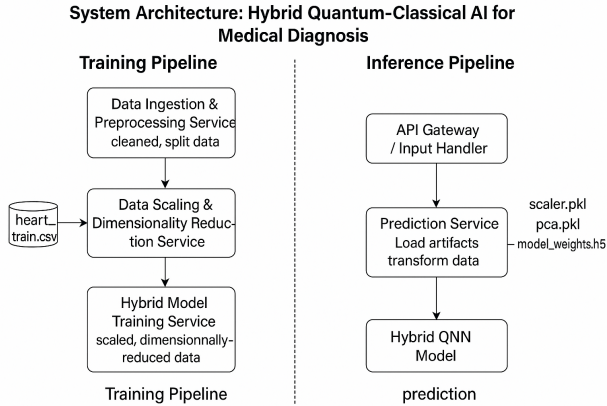 System Architecture: Hybrid Quantum-Classical AI for
Medical Diagnosis
Training Pipeline
Data Ingestion &
Preprocessing Service
cleaned, split data
heart_
train.csv
Data Scaling &
Dimensionality Reduc-
tion Service
Hybrid Model
Training Service
scaled, dimensionnally-
reduced data
Training Pipeline
Inference Pipeline
API Gateway
/ Input Handler
Prediction Service
Load artifacts
transform data
scaler.pkl
pca.pkl
model_weights.h5
Hybrid QNN
Model
prediction